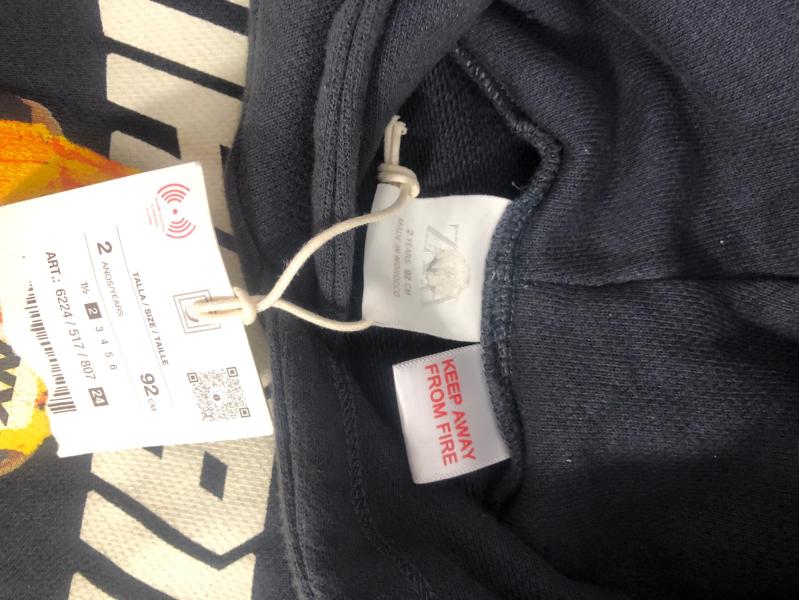 TALLA / SIZE / TAILLE
2 92 CM
AÑOS/YEARS
1½ 2 3 4 5 6
ART.: 6224 / 517 / 807 24
2 YEARS 92 CM
MADE IN MOROCCO
KEEP AWAY
FROM FIRE